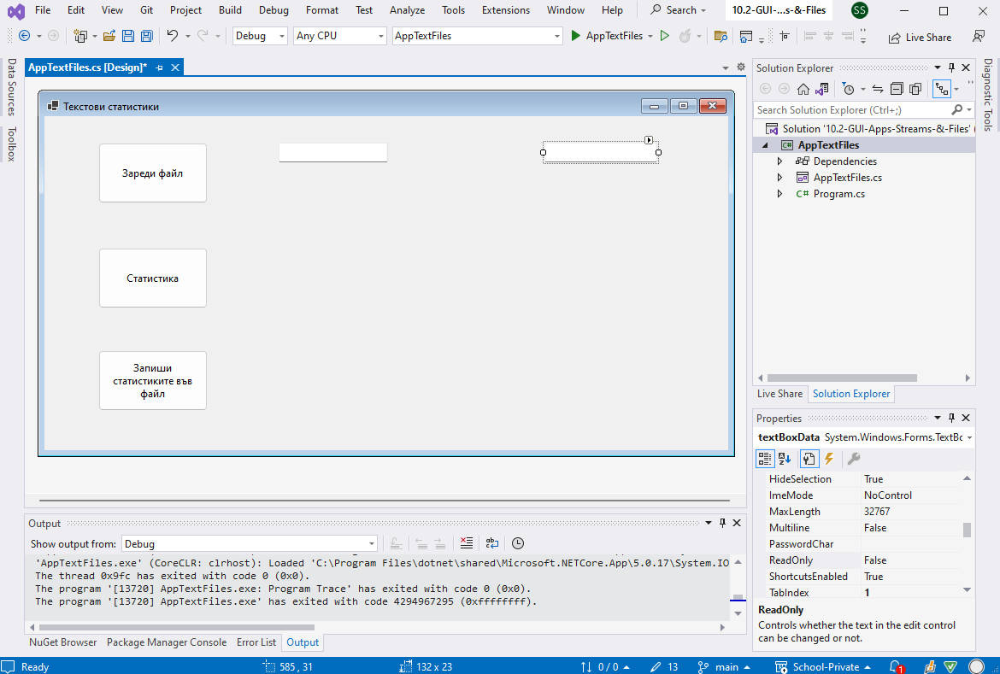 File Edit View Git Project Build Debug Format Test Analyze Tools Extensions Window Help Search 10.2-GUI-...s-&-Files SS
Debug Any CPU AppTextFiles AppTextFiles Live Share
Data Sources
Toolbox
AppTextFiles.cs [Design]*
Текстови статистики
Зареди файл
Статистика
Запиши
статистиките във
файл
Output
Show output from: Debug
'AppTextFiles.exe' (CoreCLR: clrhost): Loaded 'C:\Program Files\dotnet\shared\Microsoft.NETCore.App\5.0.17\System.IO
The thread 0x9fc has exited with code 0 (0x0).
The program '[13720] AppTextFiles.exe: Program Trace' has exited with code 0 (0x0).
The program '[13720] AppTextFiles.exe' has exited with code 4294967295 (0xffffffff).
NuGet Browser Package Manager Console Error List Output
Solution Explorer
Search Solution Explorer (Ctrl+;)
Solution '10.2-GUI-Apps-Streams-&-Files' (
C# AppTextFiles
Dependencies
AppTextFiles.cs
C# Program.cs
Live Share Solution Explorer
Diagnostic Tools
Properties
textBoxData System.Windows.Forms.TextBo
HideSelection True
ImeMode NoControl
MaxLength 32767
Multiline False
PasswordChar
ReadOnly False
ShortcutsEnabled True
TabIndex 1
ReadOnly
Controls whether the text in the edit control
can be changed or not.
Ready 585 , 31 132 x 23 0 / 0 13 main School-Private 1